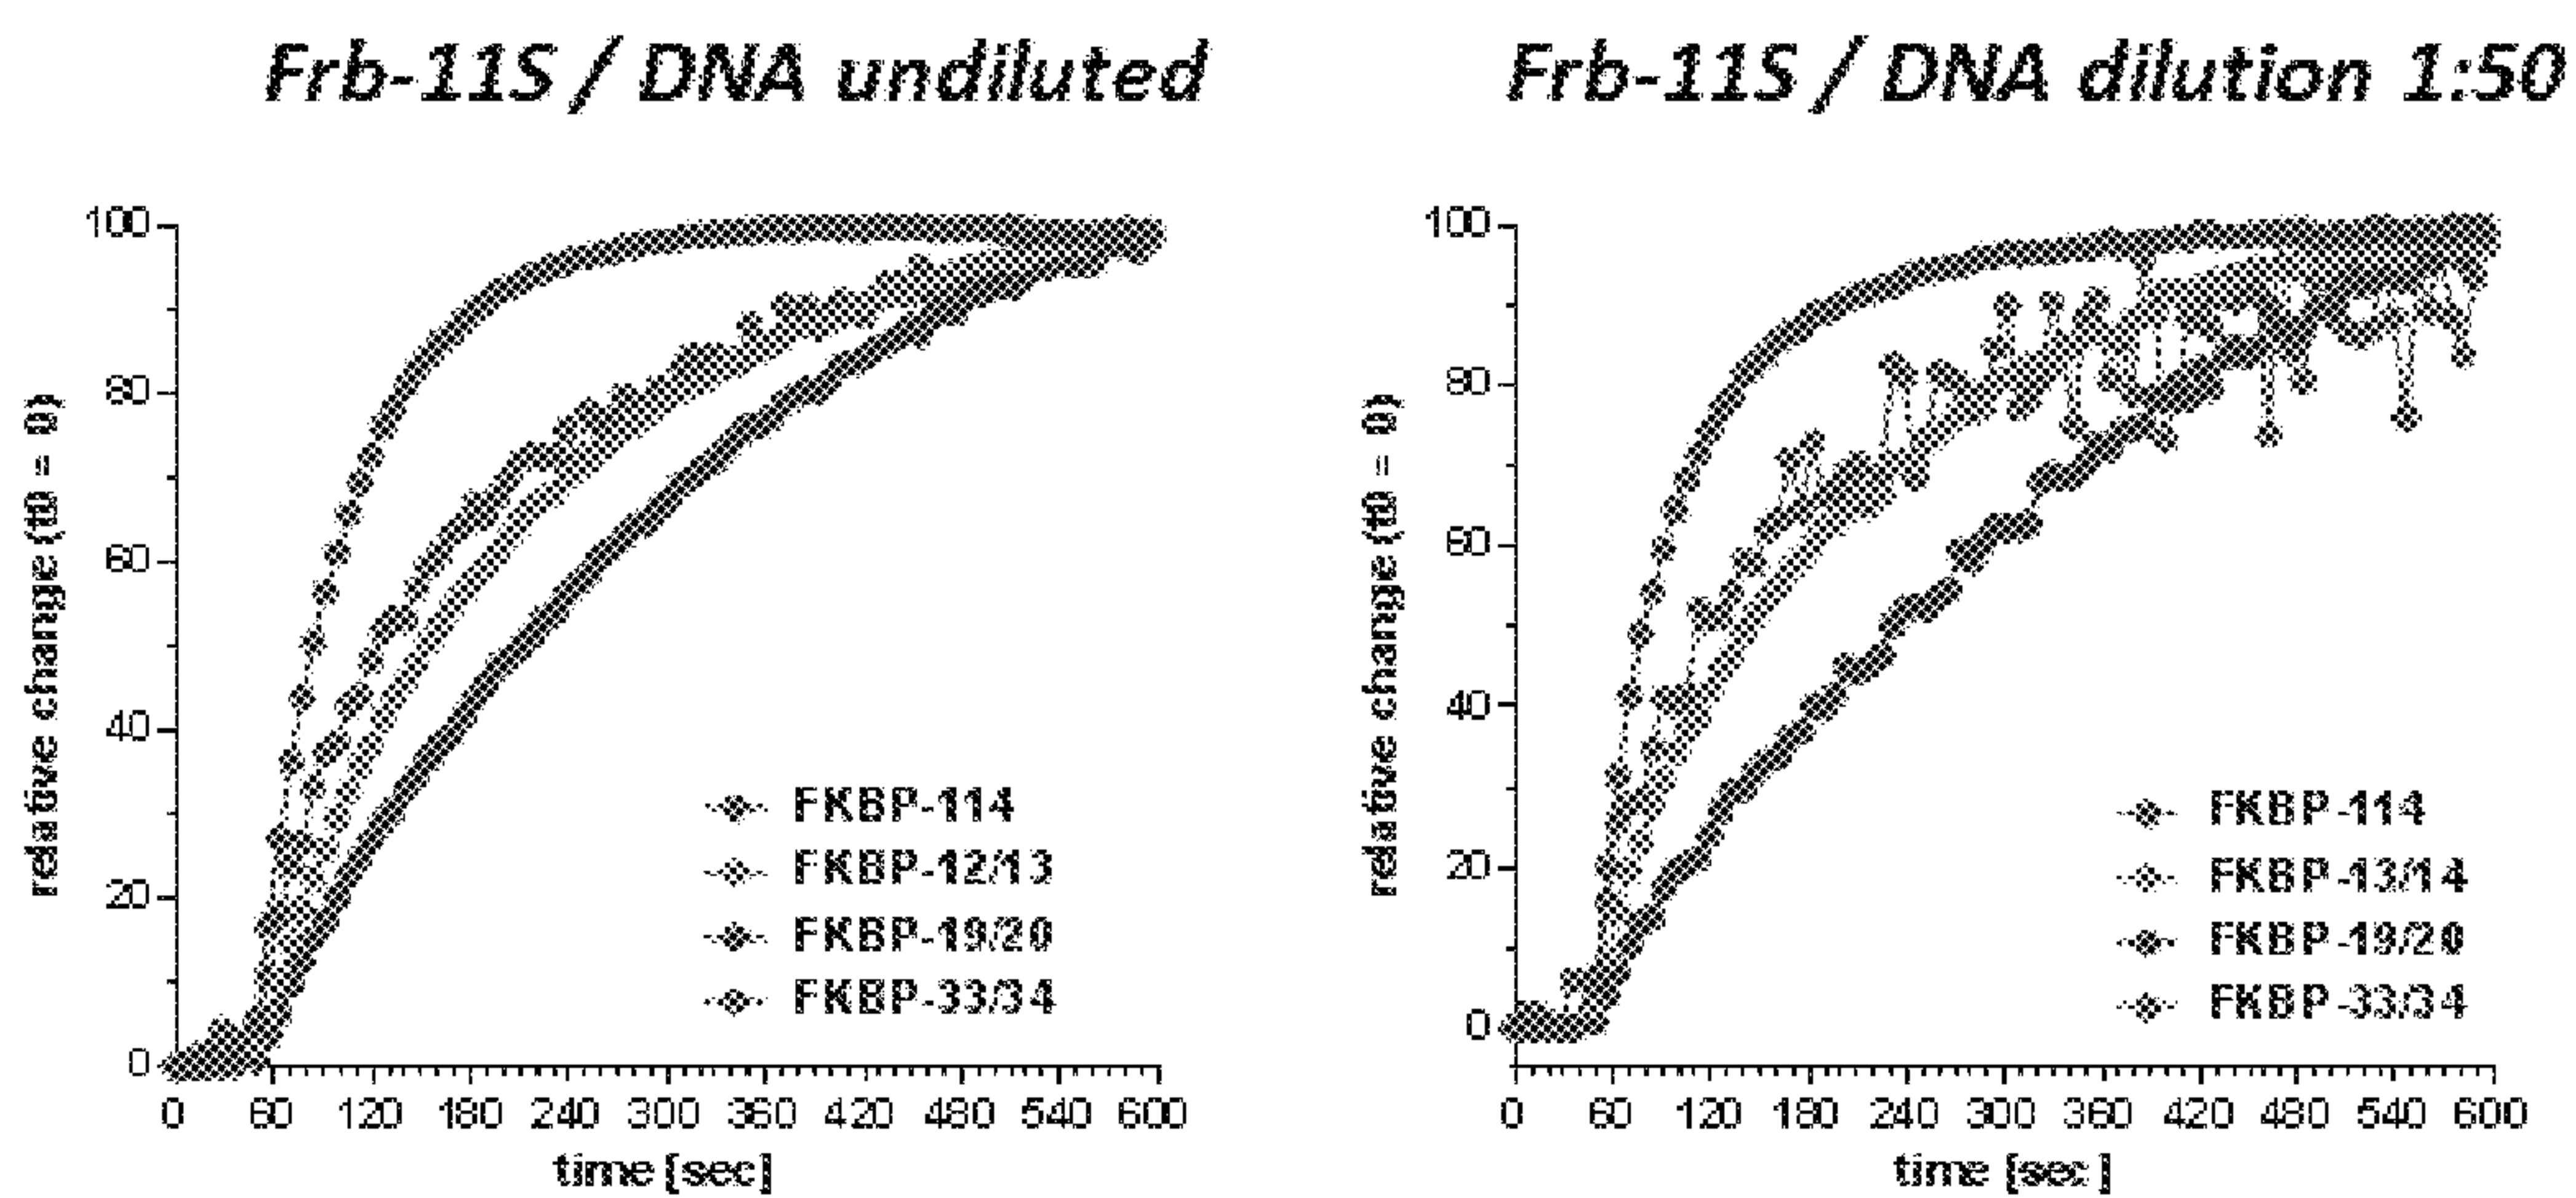 Frb-11S / DNA undiluted
100
80
60
40
20
0
relative change (t0 = 0)
0 60 120 180 240 300 360 420 480 540 600
time [sec]
FKBP-114
FKBP-12/13
FKBP-19/20
FKBP-33/34
Frb-11S / DNA dilution 1:50
100
80
60
40
20
0
relative change (t0 = 0)
0 60 120 180 240 300 360 420 480 540 600
time [sec]
FKBP-114
FKBP-13/14
FKBP-19/20
FKBP-33/34